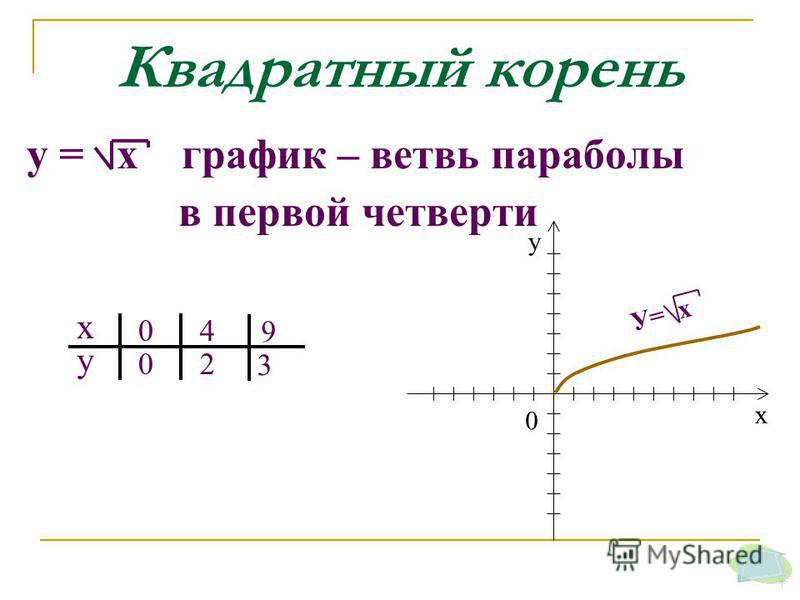 Квадратный корень
у = √х график – ветвь параболы
в первой четверти
у
У=√х
х 0 4 9
у 0 2 3
0 х
MyShared